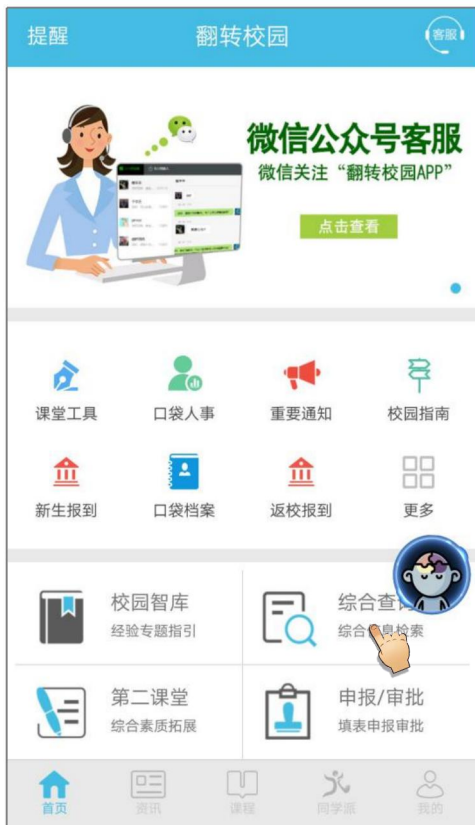 提醒
翻转校园
客服
微信公众号客服
微信关注“翻转校园APP”
点击查看
课堂工具
口袋人事
重要通知
校园指南
新生报到
口袋档案
返校报到
更多
校园智库
经验专题指引
综合查
综合
检索
第二课堂
综合素质拓展
申报/审批
填表申报审批
首页
资讯
课程
同学派
我的